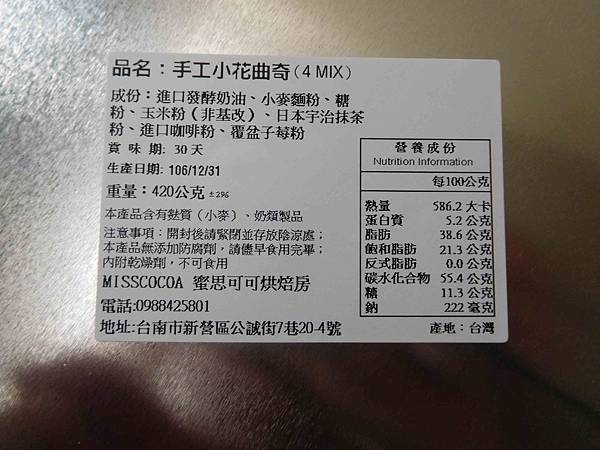 品名：手工小花曲奇(4 MIX)
成份：進口發酵奶油、小麥麵粉、糖
粉、玉米粉（非基改）、日本宇治抹茶
粉、進口咖啡粉、覆盆子莓粉
賞 味 期: 30 天
生產日期: 106/12/31
重量：420公克 ±2%
本產品含有麩質（小麥）、奶類製品
注意事項：開封後請緊閉並存放陰涼處；
本產品無添加防腐劑，請儘早食用完畢；
內附乾燥劑，不可食用
MISSCOCOA 蜜思可可烘焙房
電話:0988425801
地址:台南市新營區公誠街7巷20-4號
營養成份
Nutrition Information
每100公克
熱量 586.2 大卡
蛋白質 5.2 公克
脂肪 38.6 公克
飽和脂肪 21.3 公克
反式脂肪 0.0 公克
碳水化合物 55.4 公克
糖 11.3 公克
鈉 222 毫克
產地：台灣